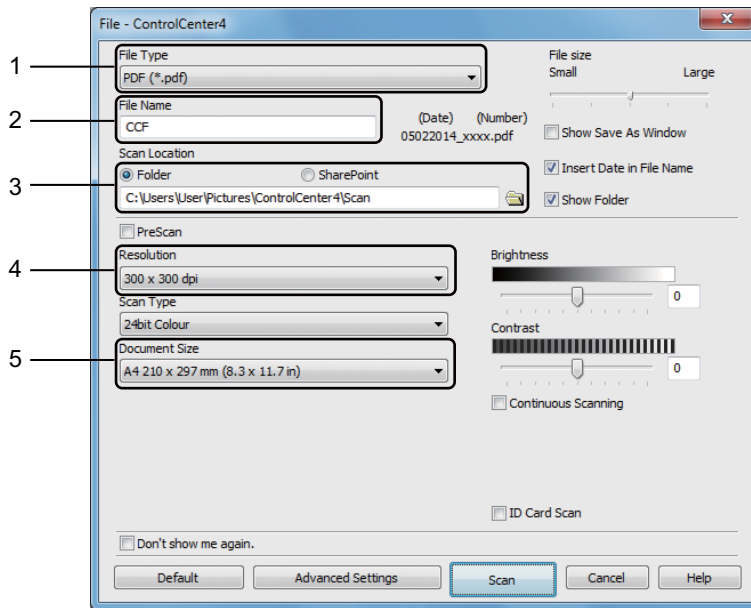 File - ControlCenter4
1
File Type
PDF (*.pdf)
File size
Small Large
2
File Name
CCF
(Date) (Number)
05022014_xxxx.pdf
Show Save As Window
Scan Location
Insert Date in File Name
3
Folder SharePoint
C:\Users\User\Pictures\ControlCenter4\Scan
Show Folder
PreScan
4
Resolution
300 x 300 dpi
Brightness
0
Scan Type
24bit Colour
Contrast
0
5
Document Size
A4 210 x 297 mm (8.3 x 11.7 in)
Continuous Scanning
ID Card Scan
Don't show me again.
Default Advanced Settings Scan Cancel Help